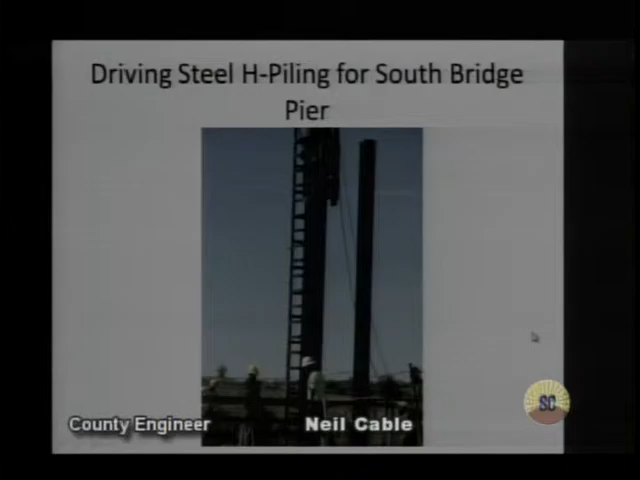 Driving Steel H-Piling for South Bridge
Pier
SC
County Engineer
Neil Cable